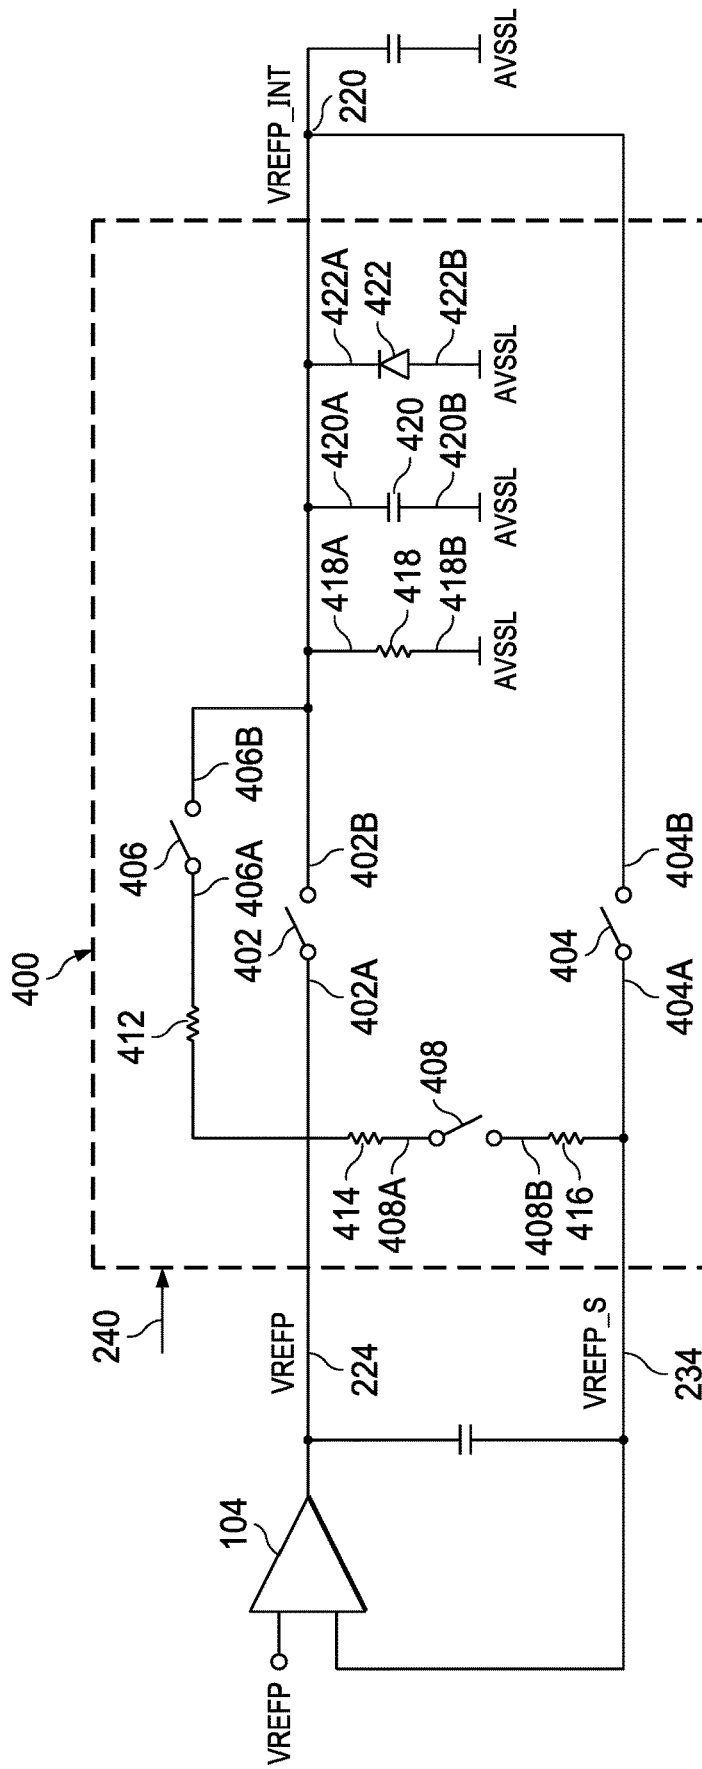 400
240
412
406
406A
406B
VREFP
104
VREFP
224
402A
402
402B
414
408A
408
408B
416
418A
418
418B
AVSSL
420A
420
420B
AVSSL
422A
422
422B
AVSSL
VREFP_INT
220
AVSSL
VREFP_S
234
404A
404
404B